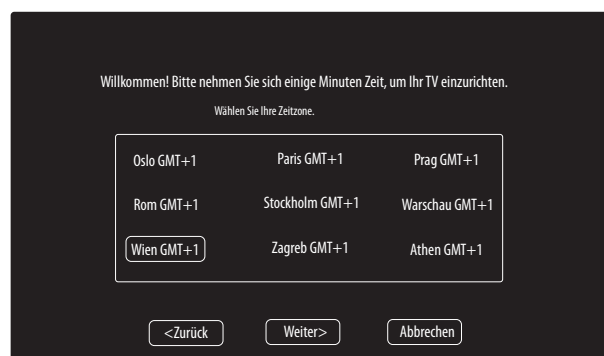 Willkommen! Bitte nehmen Sie sich einige Minuten Zeit, um Ihr TV einzurichten.
Wählen Sie Ihre Zeitzone.
Oslo GMT+1 Paris GMT+1 Prag GMT+1
Rom GMT+1 Stockholm GMT+1 Warschau GMT+1
Wien GMT+1 Zagreb GMT+1 Athen GMT+1
<Zurück Weiter> Abbrechen